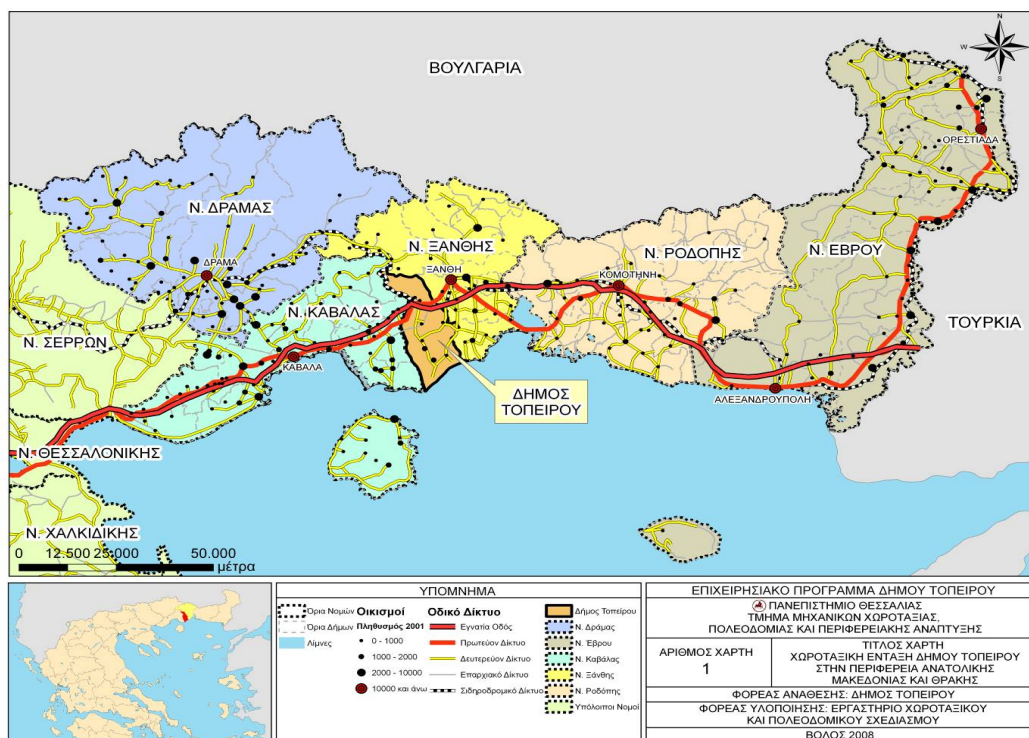 ΒΟΥΛΓΑΡΙΑ
N
W
S
ΟΡΕΣΤΙΑΔΑ
Ν. ΔΡΑΜΑΣ
Ν. ΞΑΝΘΗΣ
Ν. ΡΟΔΟΠΗΣ
Ν. ΕΒΡΟΥ
ΔΡΑΜΑ
ΞΑΝΘΗ
ΚΟΜΟΤΗΝΗ
Ν. ΚΑΒΑΛΑΣ
ΤΟΥΡΚΙΑ
Ν. ΣΕΡΡΩΝ
ΚΑΒΑΛΑ
ΔΗΜΟΣ
ΤΟΠΕΙΡΟΥ
ΑΛΕΞΑΝΔΡΟΥΠΟΛΗ
Ν. ΘΕΣΣΑΛΟΝΙΚΗΣ
Ν. ΧΑΛΚΙΔΙΚΗΣ
0 12.500 25.000 50.000
μέτρα
ΥΠΟΜΝΗΜΑ
Όρια Νομών
Όρια Δήμων
Λίμνες
Οικισμοί
Πληθυσμός 2001
0 - 1000
1000 - 2000
2000 - 10000
10000 και άνω
Οδικό Δίκτυο
Εγνατία Οδός
Πρωτεύον Δίκτυο
Δευτερεύον Δίκτυο
Επαρχιακό Δίκτυο
Σιδηροδρομικό Δίκτυο
Δήμος Τοπείρου
Ν. Δράμας
Ν. Έβρου
Ν. Καβάλας
Ν. Ξάνθης
Ν. Ροδόπης
Υπόλοιποι Νομοί
ΕΠΙΧΕΙΡΗΣΙΑΚΟ ΠΡΟΓΡΑΜΜΑ ΔΗΜΟΥ ΤΟΠΕΙΡΟΥ
ΠΑΝΕΠΙΣΤΗΜΙΟ ΘΕΣΣΑΛΙΑΣ
ΤΜΗΜΑ ΜΗΧΑΝΙΚΩΝ ΧΩΡΟΤΑΞΙΑΣ,
ΠΟΛΕΟΔΟΜΙΑΣ ΚΑΙ ΠΕΡΙΦΕΡΕΙΑΚΗΣ ΑΝΑΠΤΥΞΗΣ
ΑΡΙΘΜΟΣ ΧΑΡΤΗ
1
ΤΙΤΛΟΣ ΧΑΡΤΗ
ΧΩΡΟΤΑΞΙΚΗ ΕΝΤΑΞΗ ΔΗΜΟΥ ΤΟΠΕΙΡΟΥ
ΣΤΗΝ ΠΕΡΙΦΕΡΕΙΑ ΑΝΑΤΟΛΙΚΗΣ
ΜΑΚΕΔΟΝΙΑΣ ΚΑΙ ΘΡΑΚΗΣ
ΦΟΡΕΑΣ ΑΝΑΘΕΣΗΣ: ΔΗΜΟΣ ΤΟΠΕΙΡΟΥ
ΦΟΡΕΑΣ ΥΛΟΠΟΙΗΣΗΣ: ΕΡΓΑΣΤΗΡΙΟ ΧΩΡΟΤΑΞΙΚΟΥ
ΚΑΙ ΠΟΛΕΟΔΟΜΙΚΟΥ ΣΧΕΔΙΑΣΜΟΥ
ΒΟΛΟΣ 2008